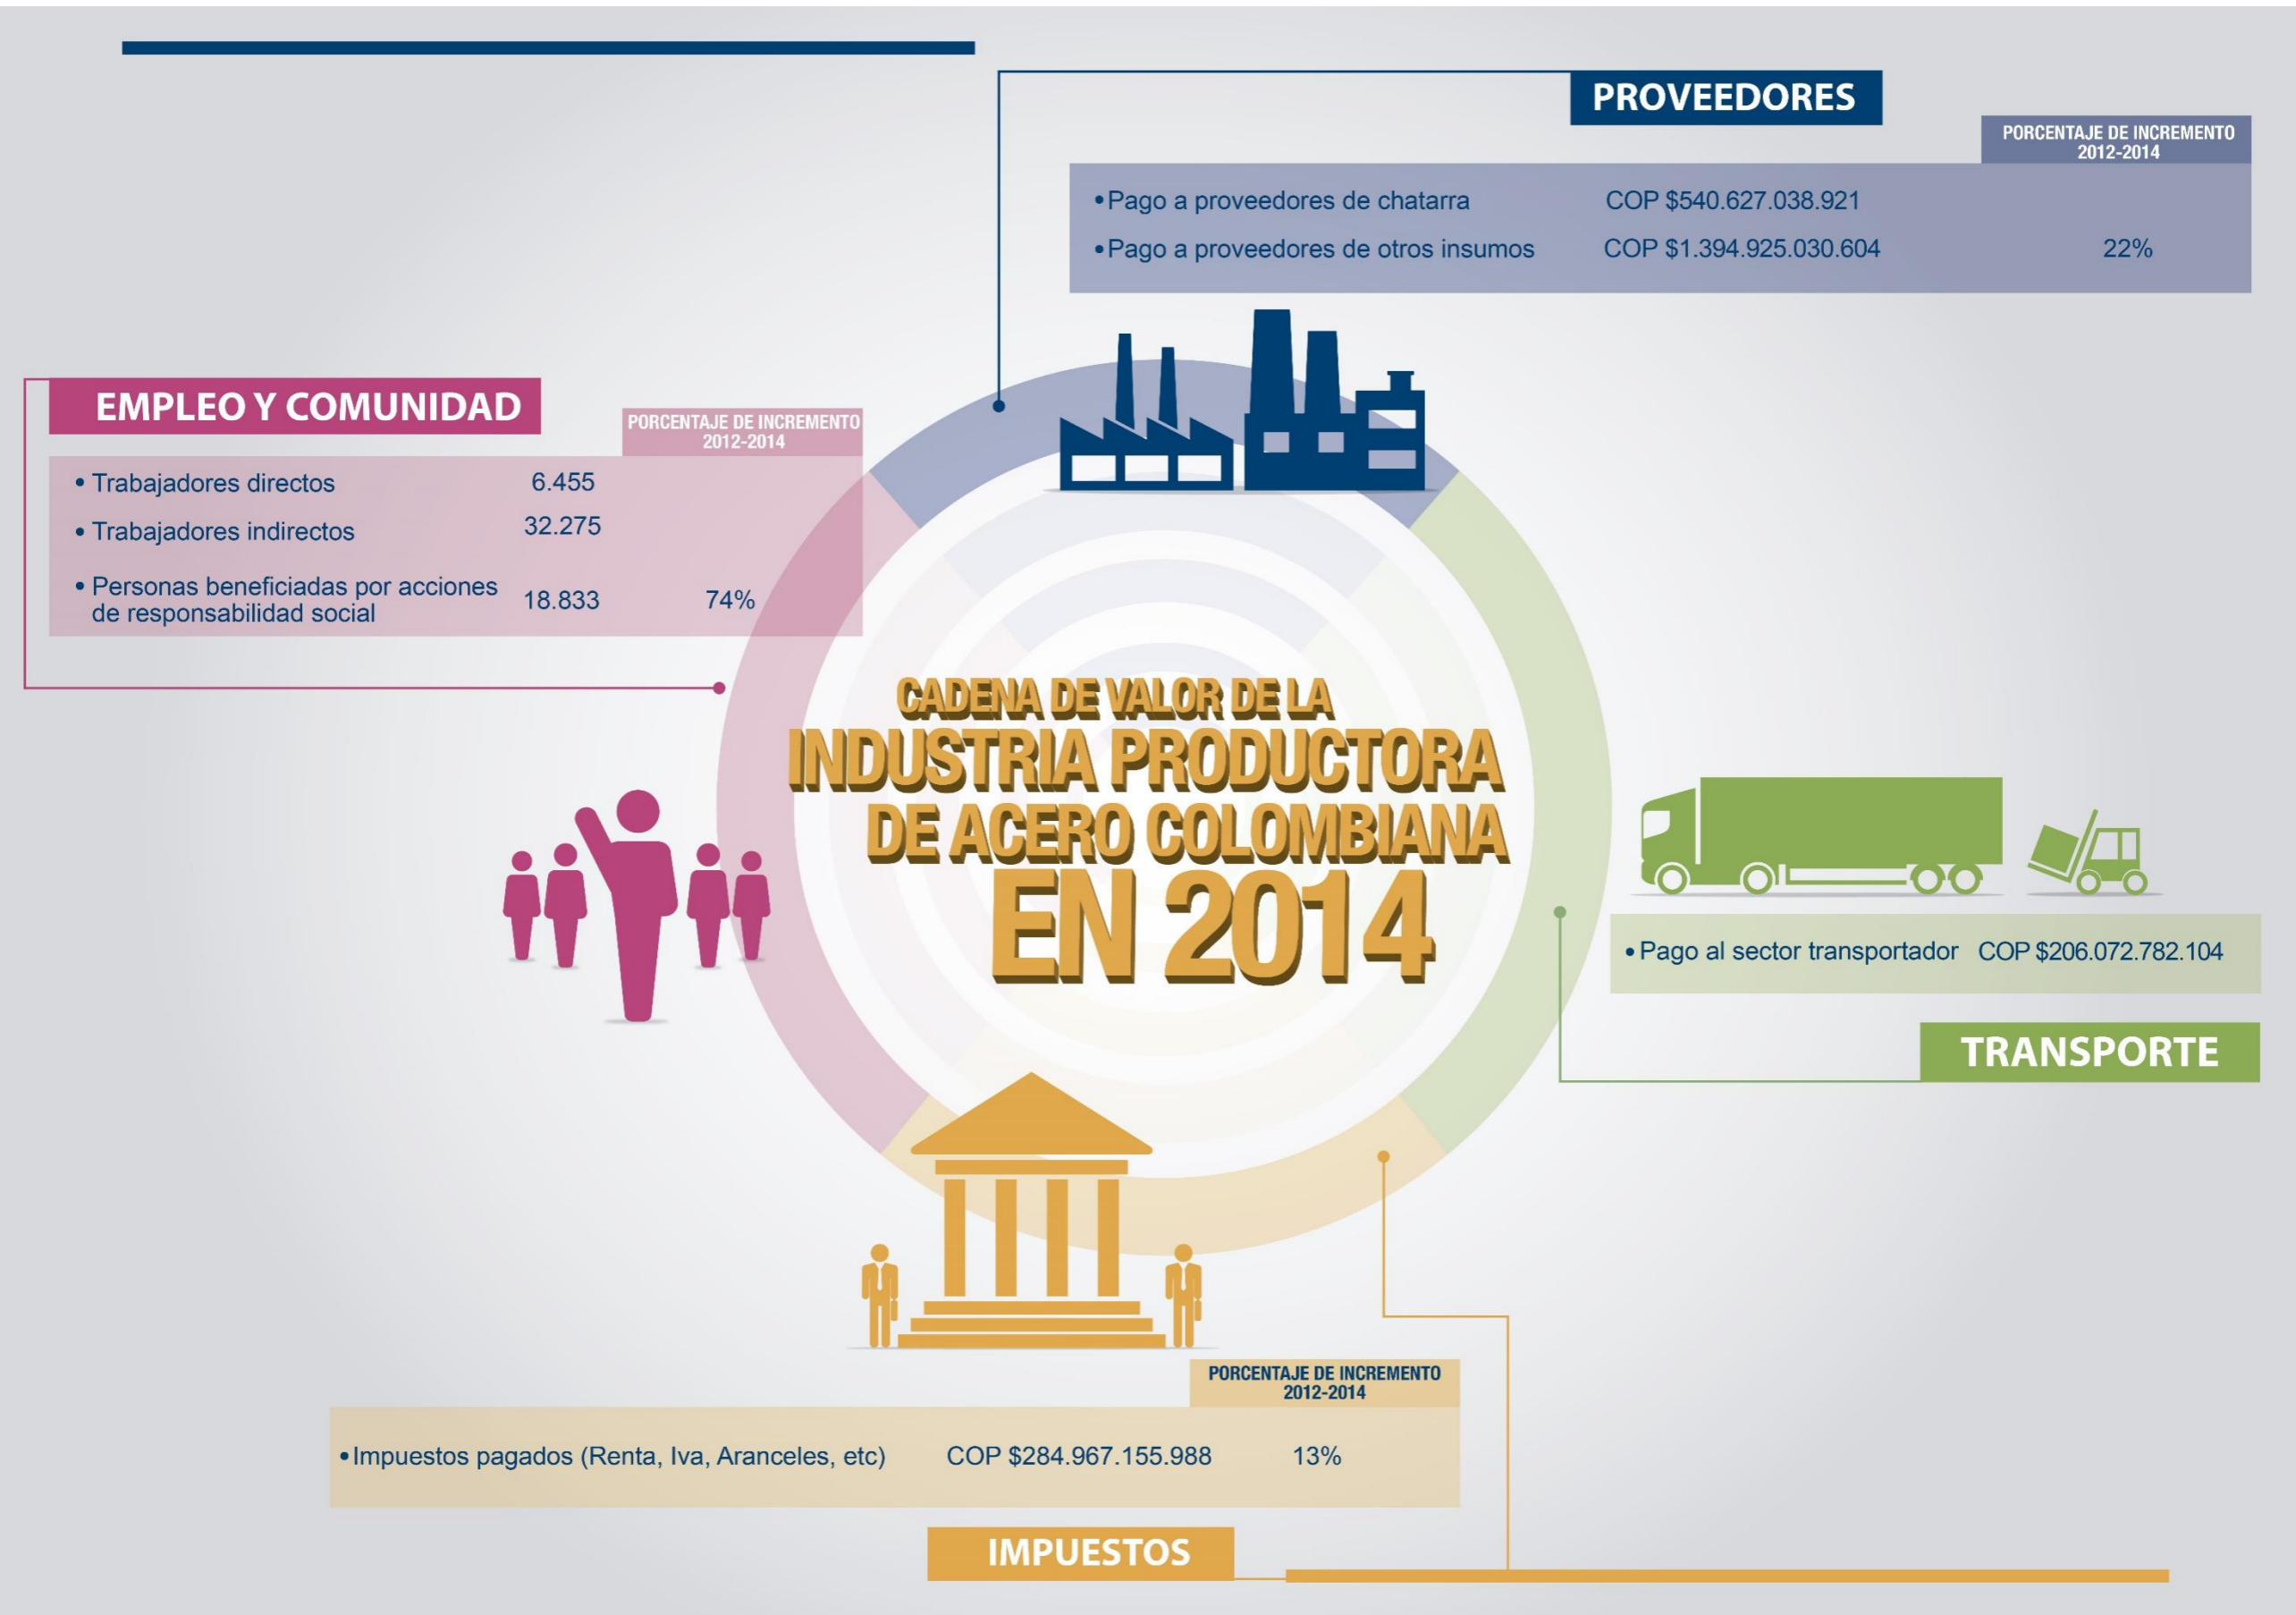 PROVEEDORES
PORCENTAJE DE INCREMENTO
2012-2014
• Pago a proveedores de chatarra COP $540.627.038.921
• Pago a proveedores de otros insumos COP $1.394.925.030.604 22%
EMPLEO Y COMUNIDAD
PORCENTAJE DE INCREMENTO
2012-2014
• Trabajadores directos 6.455
• Trabajadores indirectos 32.275
• Personas beneficiadas por acciones
de responsabilidad social 18.833 74%
CADENA DE VALOR DE LA
INDUSTRIA PRODUCTORA
DE ACERO COLOMBIANA
EN 2014
• Pago al sector transportador COP $206.072.782.104
TRANSPORTE
PORCENTAJE DE INCREMENTO
2012-2014
• Impuestos pagados (Renta, Iva, Aranceles, etc) COP $284.967.155.988 13%
IMPUESTOS